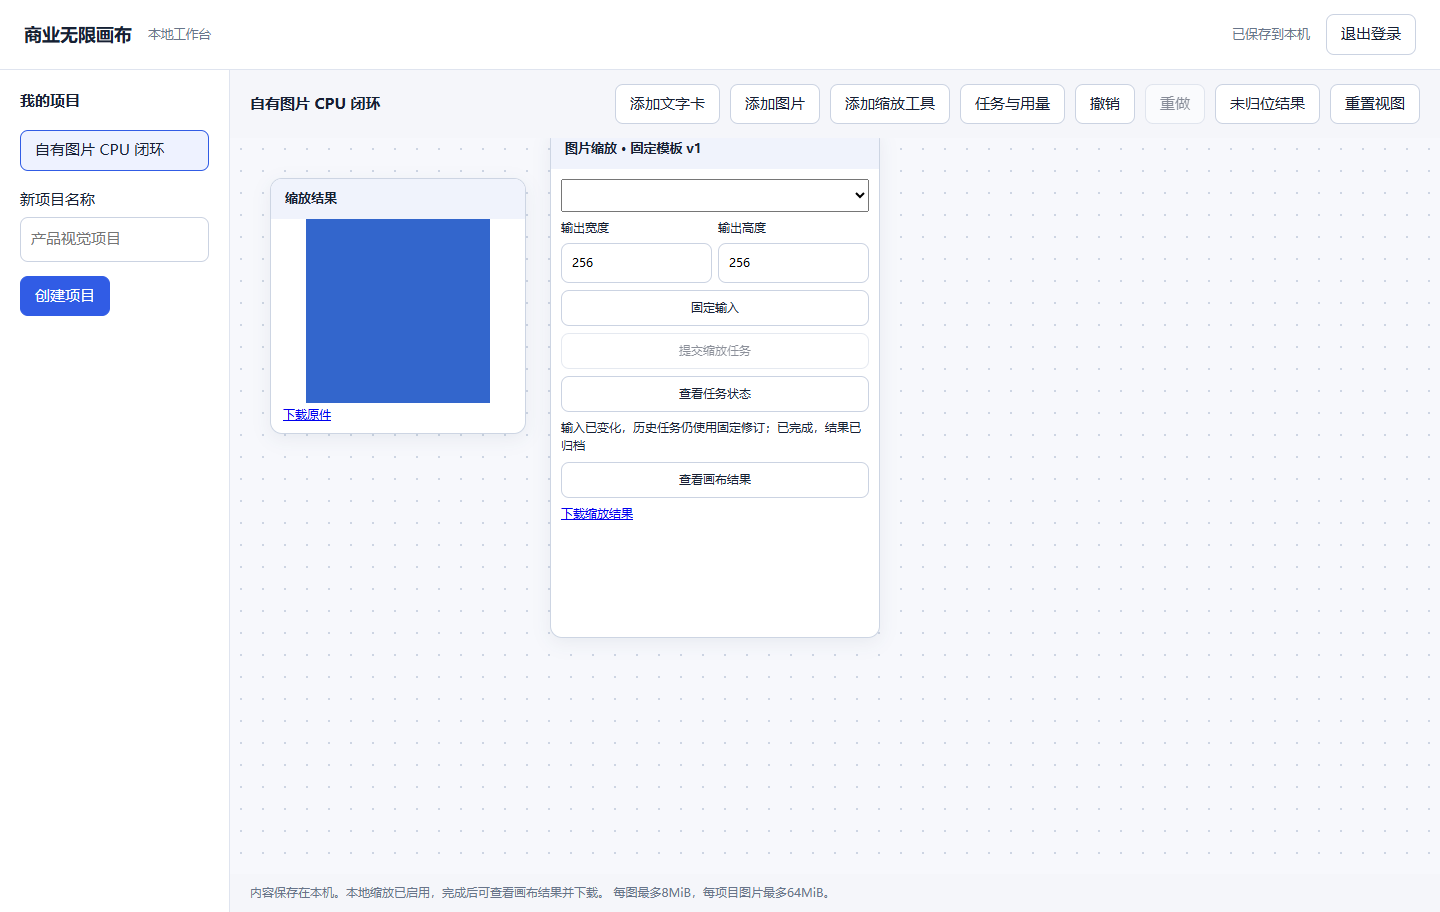 商业无限画布 本地工作台
已保存到本机 退出登录
我的项目
自有图片 CPU 闭环
新项目名称
产品视觉项目
创建项目
自有图片 CPU 闭环
添加文字卡 添加图片 添加缩放工具 任务与用量 撤销 重做 未归位结果 重置视图
缩放结果
下载原件
图片缩放 • 固定模板 v1
输出宽度 输出高度
256 256
固定输入
提交缩放任务
查看任务状态
输入已变化，历史任务仍使用固定修订；已完成，结果已
归档
查看画布结果
下载缩放结果
内容保存在本机。本地缩放已启用，完成后可查看画布结果并下载。 每图最多8MiB，每项目图片最多64MiB。